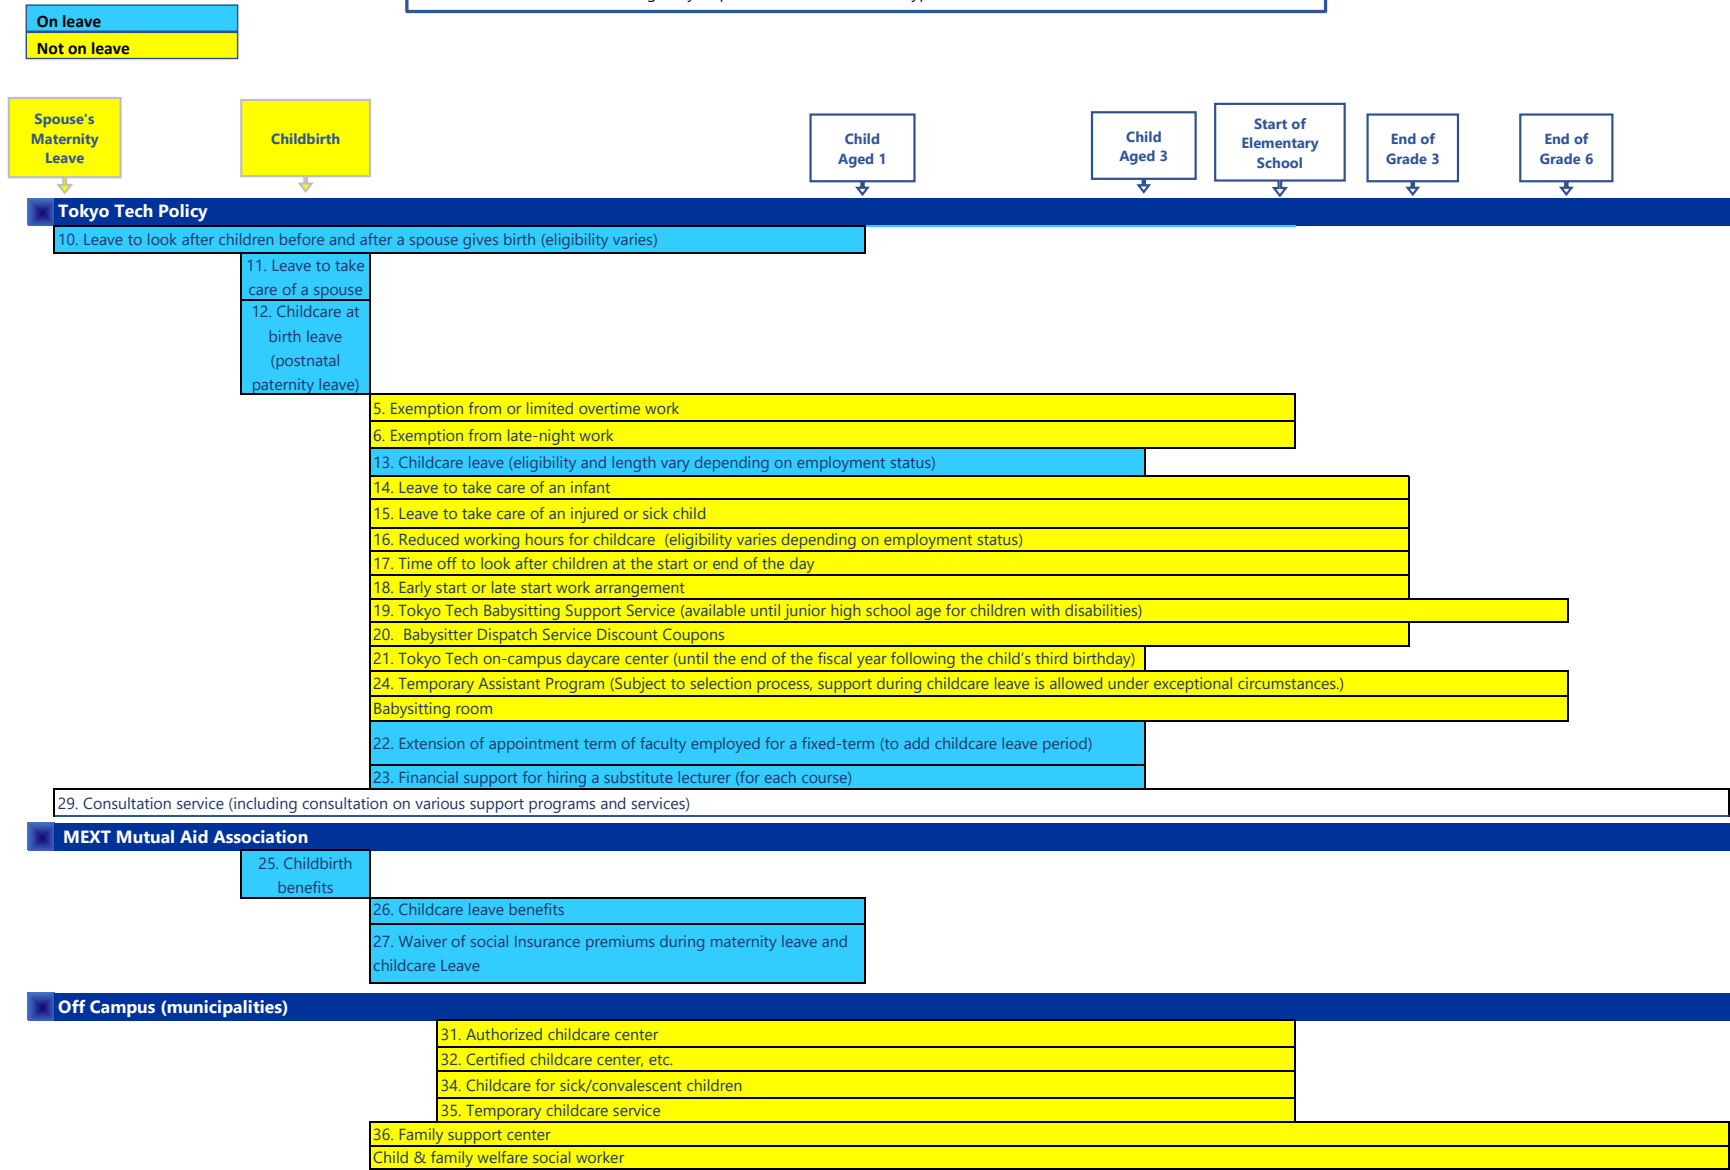 On leave
Not on leave
Spouse's
Maternity
Leave
Childbirth
Child
Aged 1
Child
Aged 3
Start of
Elementary
School
End of
Grade 3
End of
Grade 6
Tokyo Tech Policy
10. Leave to look after children before and after a spouse gives birth (eligibility varies)
11. Leave to take
care of a spouse
12. Childcare at
birth leave
(postnatal
paternity leave)
5. Exemption from or limited overtime work
6. Exemption from late-night work
13. Childcare leave (eligibility and length vary depending on employment status)
14. Leave to take care of an infant
15. Leave to take care of an injured or sick child
16. Reduced working hours for childcare (eligibility varies depending on employment status)
17. Time off to look after children at the start or end of the day
18. Early start or late start work arrangement
19. Tokyo Tech Babysitting Support Service (available until junior high school age for children with disabilities)
20. Babysitter Dispatch Service Discount Coupons
21. Tokyo Tech on-campus daycare center (until the end of the fiscal year following the child's third birthday)
24. Temporary Assistant Program (Subject to selection process, support during childcare leave is allowed under exceptional circumstances.)
Babysitting room
22. Extension of appointment term of faculty employed for a fixed-term (to add childcare leave period)
23. Financial support for hiring a substitute lecturer (for each course)
29. Consultation service (including consultation on various support programs and services)
MEXT Mutual Aid Association
25. Childbirth
benefits
26. Childcare leave benefits
27. Waiver of social Insurance premiums during maternity leave and
childcare Leave
Off Campus (municipalities)
31. Authorized childcare center
32. Certified childcare center, etc.
34. Childcare for sick/convalescent children
35. Temporary childcare service
36. Family support center
Child & family welfare social worker